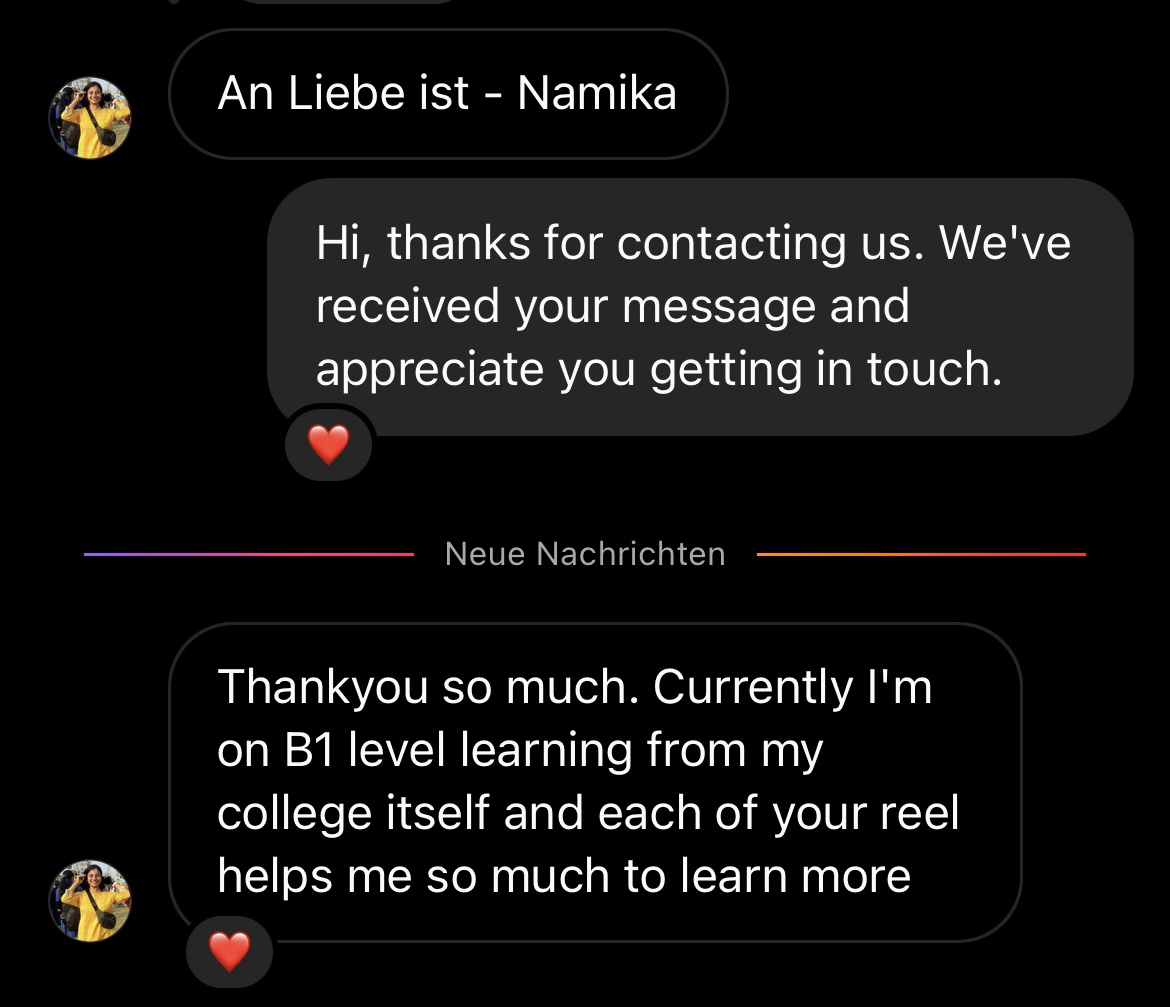 An Liebe ist - Namika
Hi, thanks for contacting us. We've
received your message and
appreciate you getting in touch.
Neue Nachrichten
Thankyou so much. Currently I'm
on B1 level learning from my
college itself and each of your reel
helps me so much to learn more